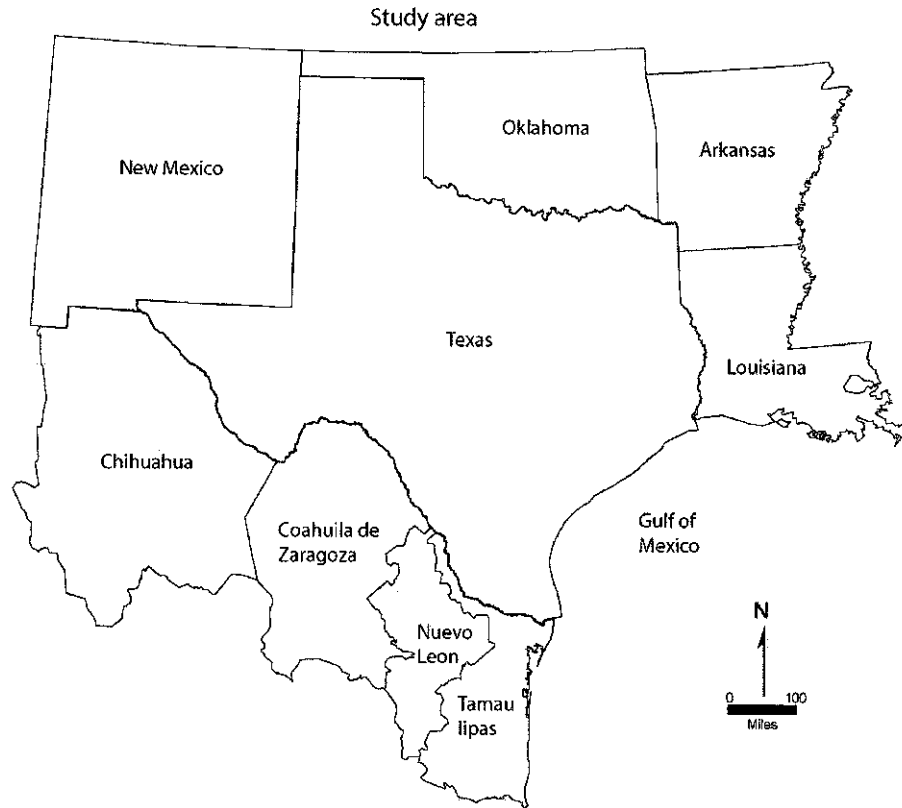 Study area
Oklahoma
Arkansas
New Mexico
Texas
Louisiana
Chihuahua
Coahuila de
Zaragoza
Gulf of
Mexico
Nuevo
Leon
Tamau
lipas
N
0 100
Miles